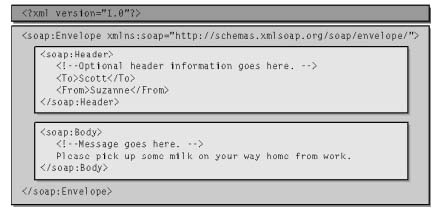 <?xml version="1.0"?>
<soap:Envelope xmlns:soap="http://schemas.xmlsoap.org/soap/envelope/">
<soap:Header>
<!--Optional header information goes here. -->
<To>Scott</To>
<From>Suzanne</From>
</soap:Header>
<soap:Body>
<!--Message goes here. -->
Please pick up some milk on your way home from work.
</soap:Body>
</soap:Envelope>